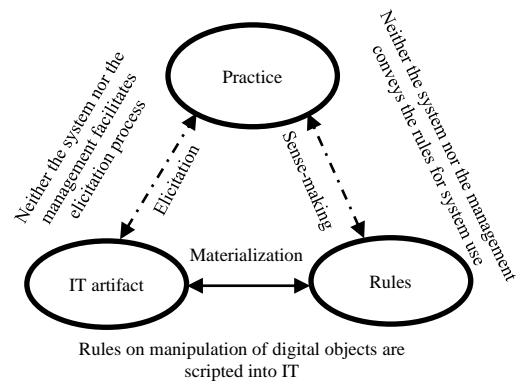 Practice
Neither the system nor the
management facilitates
elicitation process
Elicitation
Sense-making
Neither the system nor the management
conveys the rules for system use
Materialization
IT artifact
Rules
Rules on manipulation of digital objects are
scripted into IT